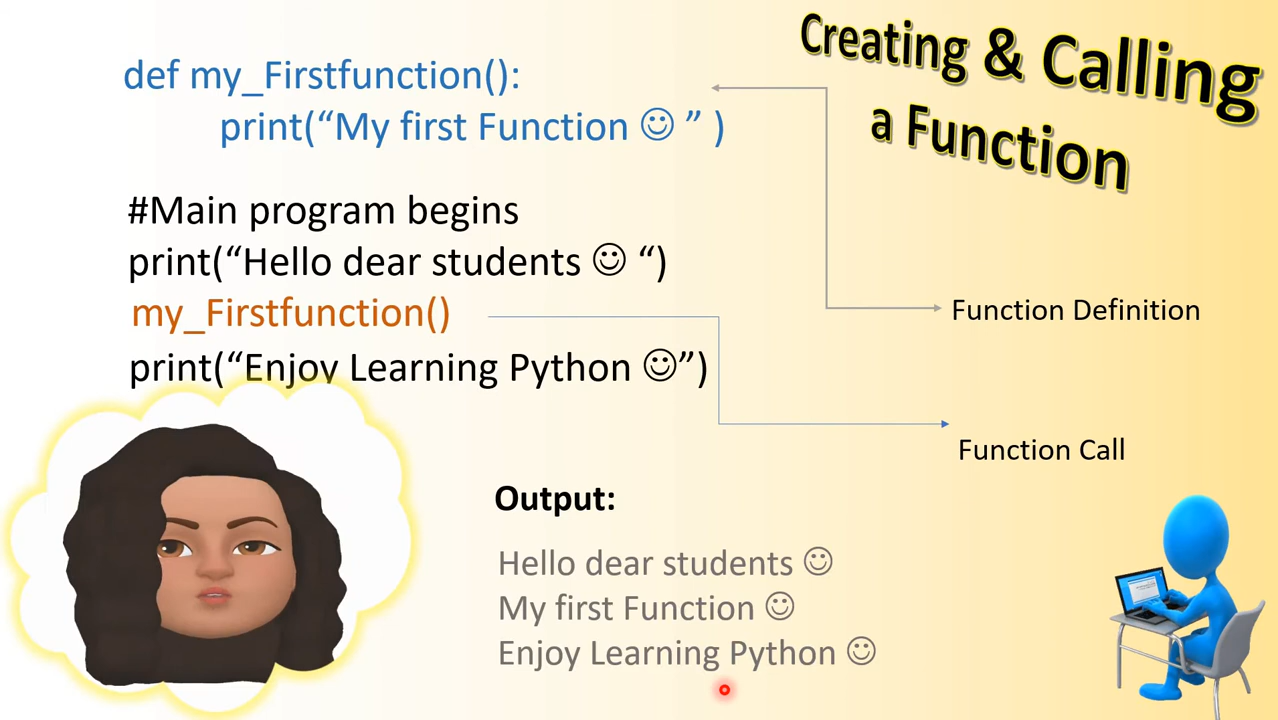 Creating & Calling
a Function
def my_Firstfunction():
print(“My first Function ☺ ” )
#Main program begins
print(“Hello dear students ☺ “)
my_Firstfunction()
print(“Enjoy Learning Python ☺”)
Function Definition
Function Call
Output:
Hello dear students ☺
My first Function ☺
Enjoy Learning Python ☺